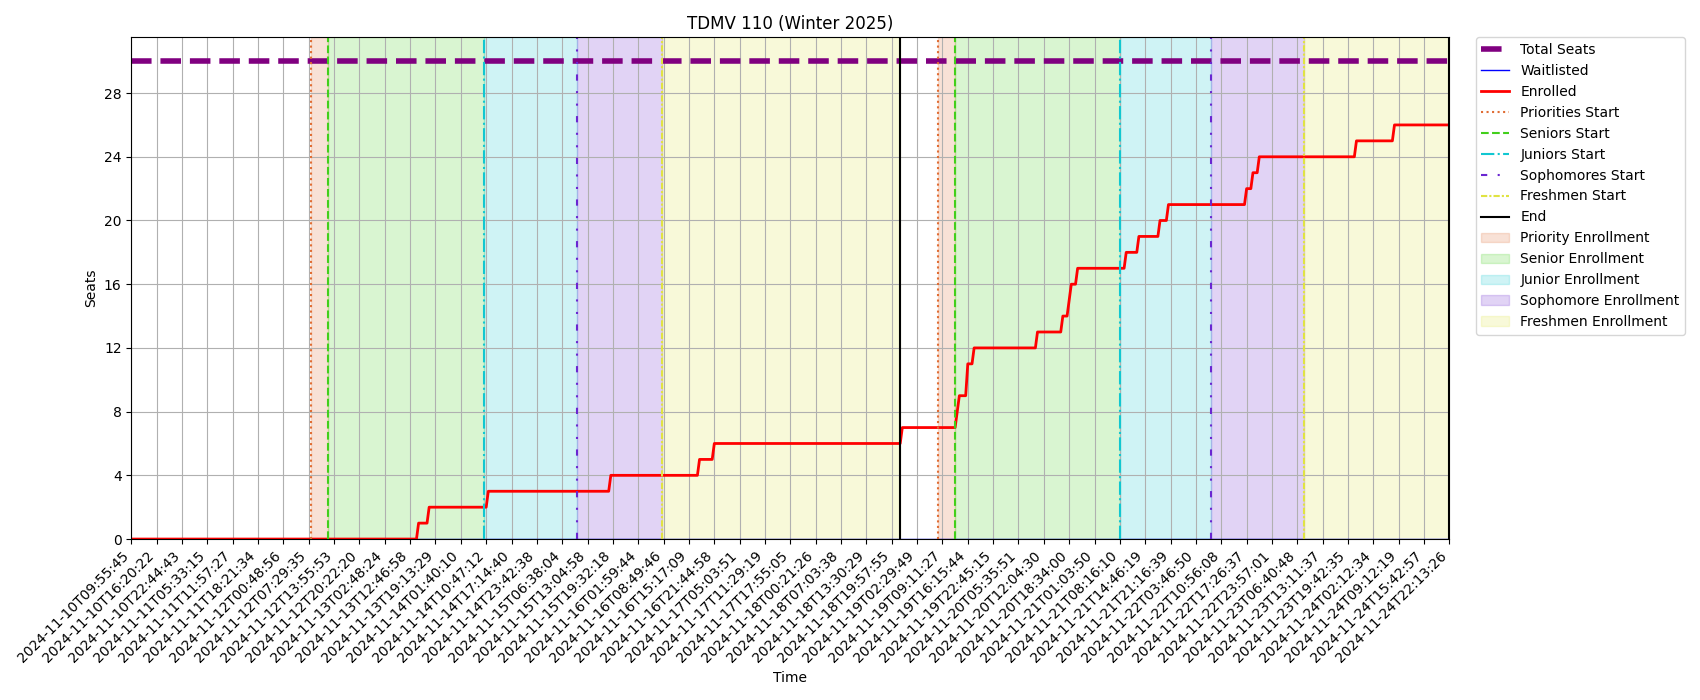 TDMV 110 (Winter 2025)
Seats
28
24
20
16
12
8
4
0
2024-11-10T09:55:45
2024-11-10T16:20:22
2024-11-10T22:44:43
2024-11-11T05:33:15
2024-11-11T11:57:27
2024-11-11T18:21:34
2024-11-12T00:48:56
2024-11-12T07:29:35
2024-11-12T13:55:53
2024-11-12T20:22:20
2024-11-13T02:48:24
2024-11-13T12:46:58
2024-11-13T19:13:29
2024-11-14T01:40:10
2024-11-14T10:47:12
2024-11-14T17:14:40
2024-11-14T23:42:38
2024-11-15T06:38:04
2024-11-15T13:04:58
2024-11-15T19:32:18
2024-11-16T01:59:44
2024-11-16T08:49:46
2024-11-16T15:17:09
2024-11-16T21:44:58
2024-11-17T05:03:51
2024-11-17T11:29:19
2024-11-17T17:55:05
2024-11-18T00:21:26
2024-11-18T07:03:38
2024-11-18T13:30:29
2024-11-18T19:57:55
2024-11-19T02:29:49
2024-11-19T09:11:27
2024-11-19T16:15:44
2024-11-19T22:45:15
2024-11-20T05:35:51
2024-11-20T12:04:30
2024-11-20T18:34:00
2024-11-21T01:03:50
2024-11-21T08:16:10
2024-11-21T14:46:19
2024-11-21T21:16:39
2024-11-22T03:46:50
2024-11-22T10:56:08
2024-11-22T17:26:37
2024-11-22T23:57:01
2024-11-23T06:40:48
2024-11-23T13:11:37
2024-11-23T19:42:35
2024-11-24T02:12:34
2024-11-24T09:12:19
2024-11-24T15:42:57
2024-11-24T22:13:26
Time
Total Seats
Waitlisted
Enrolled
Priorities Start
Seniors Start
Juniors Start
Sophomores Start
Freshmen Start
End
Priority Enrollment
Senior Enrollment
Junior Enrollment
Sophomore Enrollment
Freshmen Enrollment